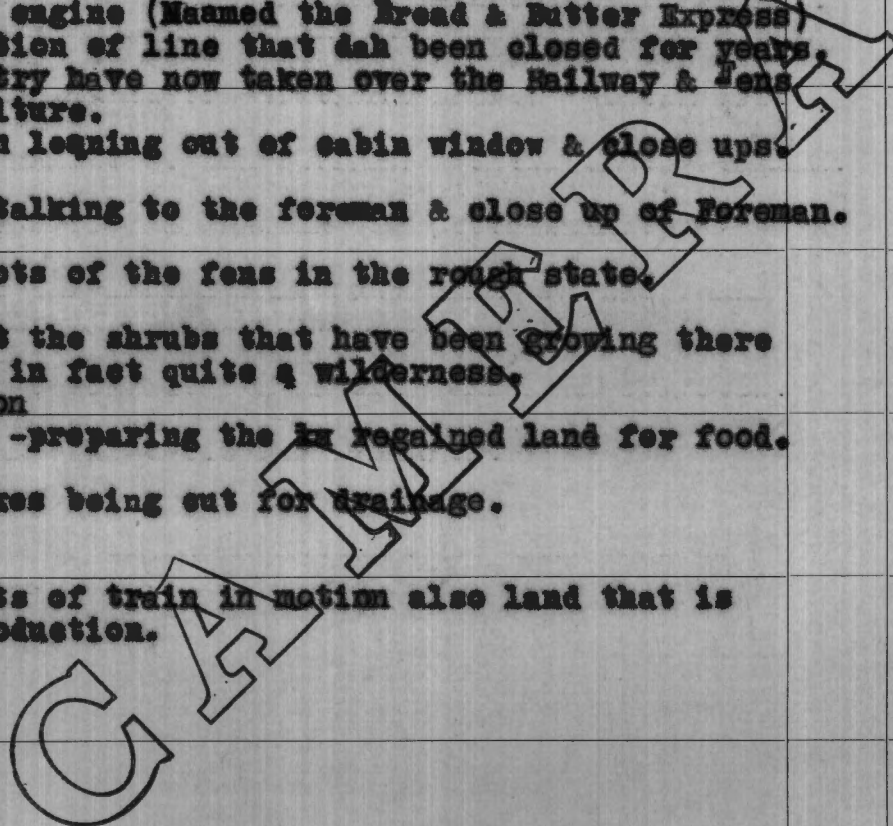 engine (Naamed the Bread & Butter Express)
tion of line that dah been closed for years.
try have now taken over the Railway & Fens
lture.
n leaning out of cabin window & close ups.
talking to the foreman & close up of Foreman.
ots of the fens in the rough state.
t the shrubs that have been growing there
in fact quite a wilderness.
on
-preparing the regained land for food.
kes being cut for drainage.
ts of train in motion also land that is
oduction.
CAMERA